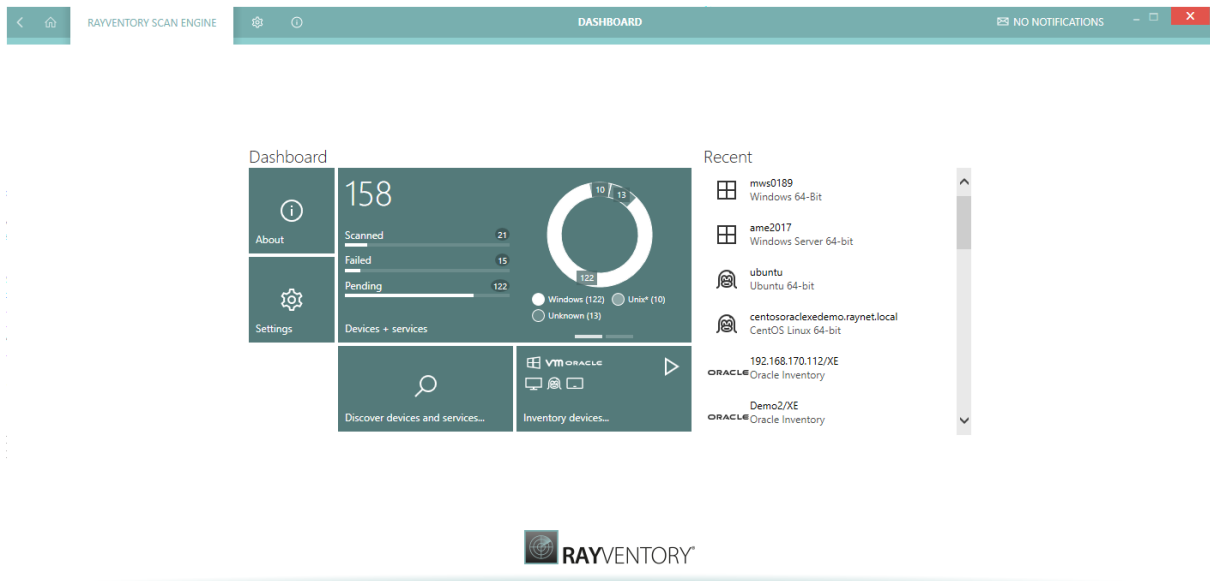 RAYVENTORY SCAN ENGINE
DASHBOARD
NO NOTIFICATIONS
Dashboard
About
Settings
158
Scanned 21
Failed 15
Pending 122
Devices + services
10
13
122
Windows (122) Unix* (10)
Unknown (13)
Discover devices and services...
vm ORACLE
Inventory devices...
Recent
mws0189
Windows 64-Bit
ame2017
Windows Server 64-bit
ubuntu
Ubuntu 64-bit
centosoraclexedemo.raynet.local
CentOS Linux 64-bit
192.168.170.112/XE
ORACLE Oracle Inventory
Demo2/XE
ORACLE Oracle Inventory
RAYVENTORY®